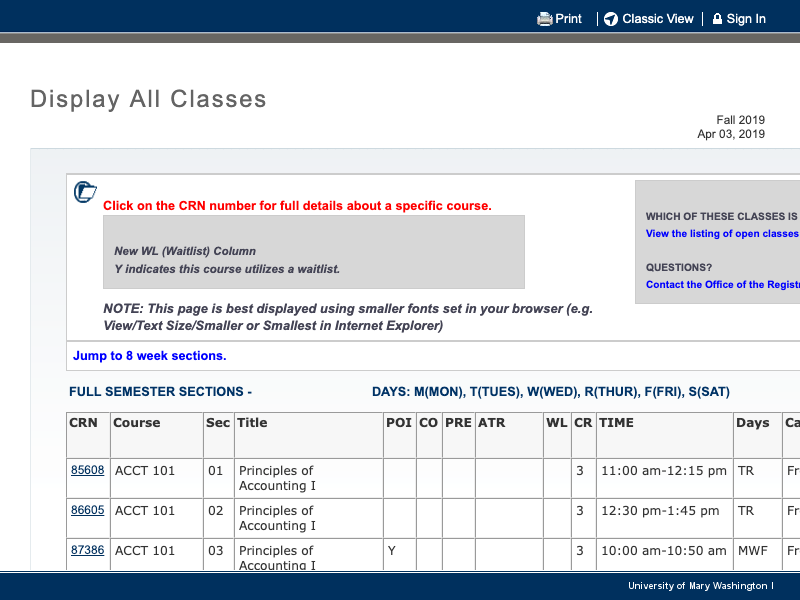 Print | Classic View | Sign In
Display All Classes
Fall 2019
Apr 03, 2019
Click on the CRN number for full details about a specific course.
New WL (Waitlist) Column
Y indicates this course utilizes a waitlist.
NOTE: This page is best displayed using smaller fonts set in your browser (e.g.
View/Text Size/Smaller or Smallest in Internet Explorer)
WHICH OF THESE CLASSES IS
View the listing of open classes
QUESTIONS?
Contact the Office of the Registr
Jump to 8 week sections.
FULL SEMESTER SECTIONS - DAYS: M(MON), T(TUES), W(WED), R(THUR), F(FRI), S(SAT)
CRN Course Sec Title POI CO PRE ATR WL CR TIME Days Ca
85608 ACCT 101 01 Principles of 3 11:00 am-12:15 pm TR Fr
Accounting I
86605 ACCT 101 02 Principles of 3 12:30 pm-1:45 pm TR Fr
Accounting I
87386 ACCT 101 03 Principles of Y 3 10:00 am-10:50 am MWF Fr
Accounting I
University of Mary Washington |